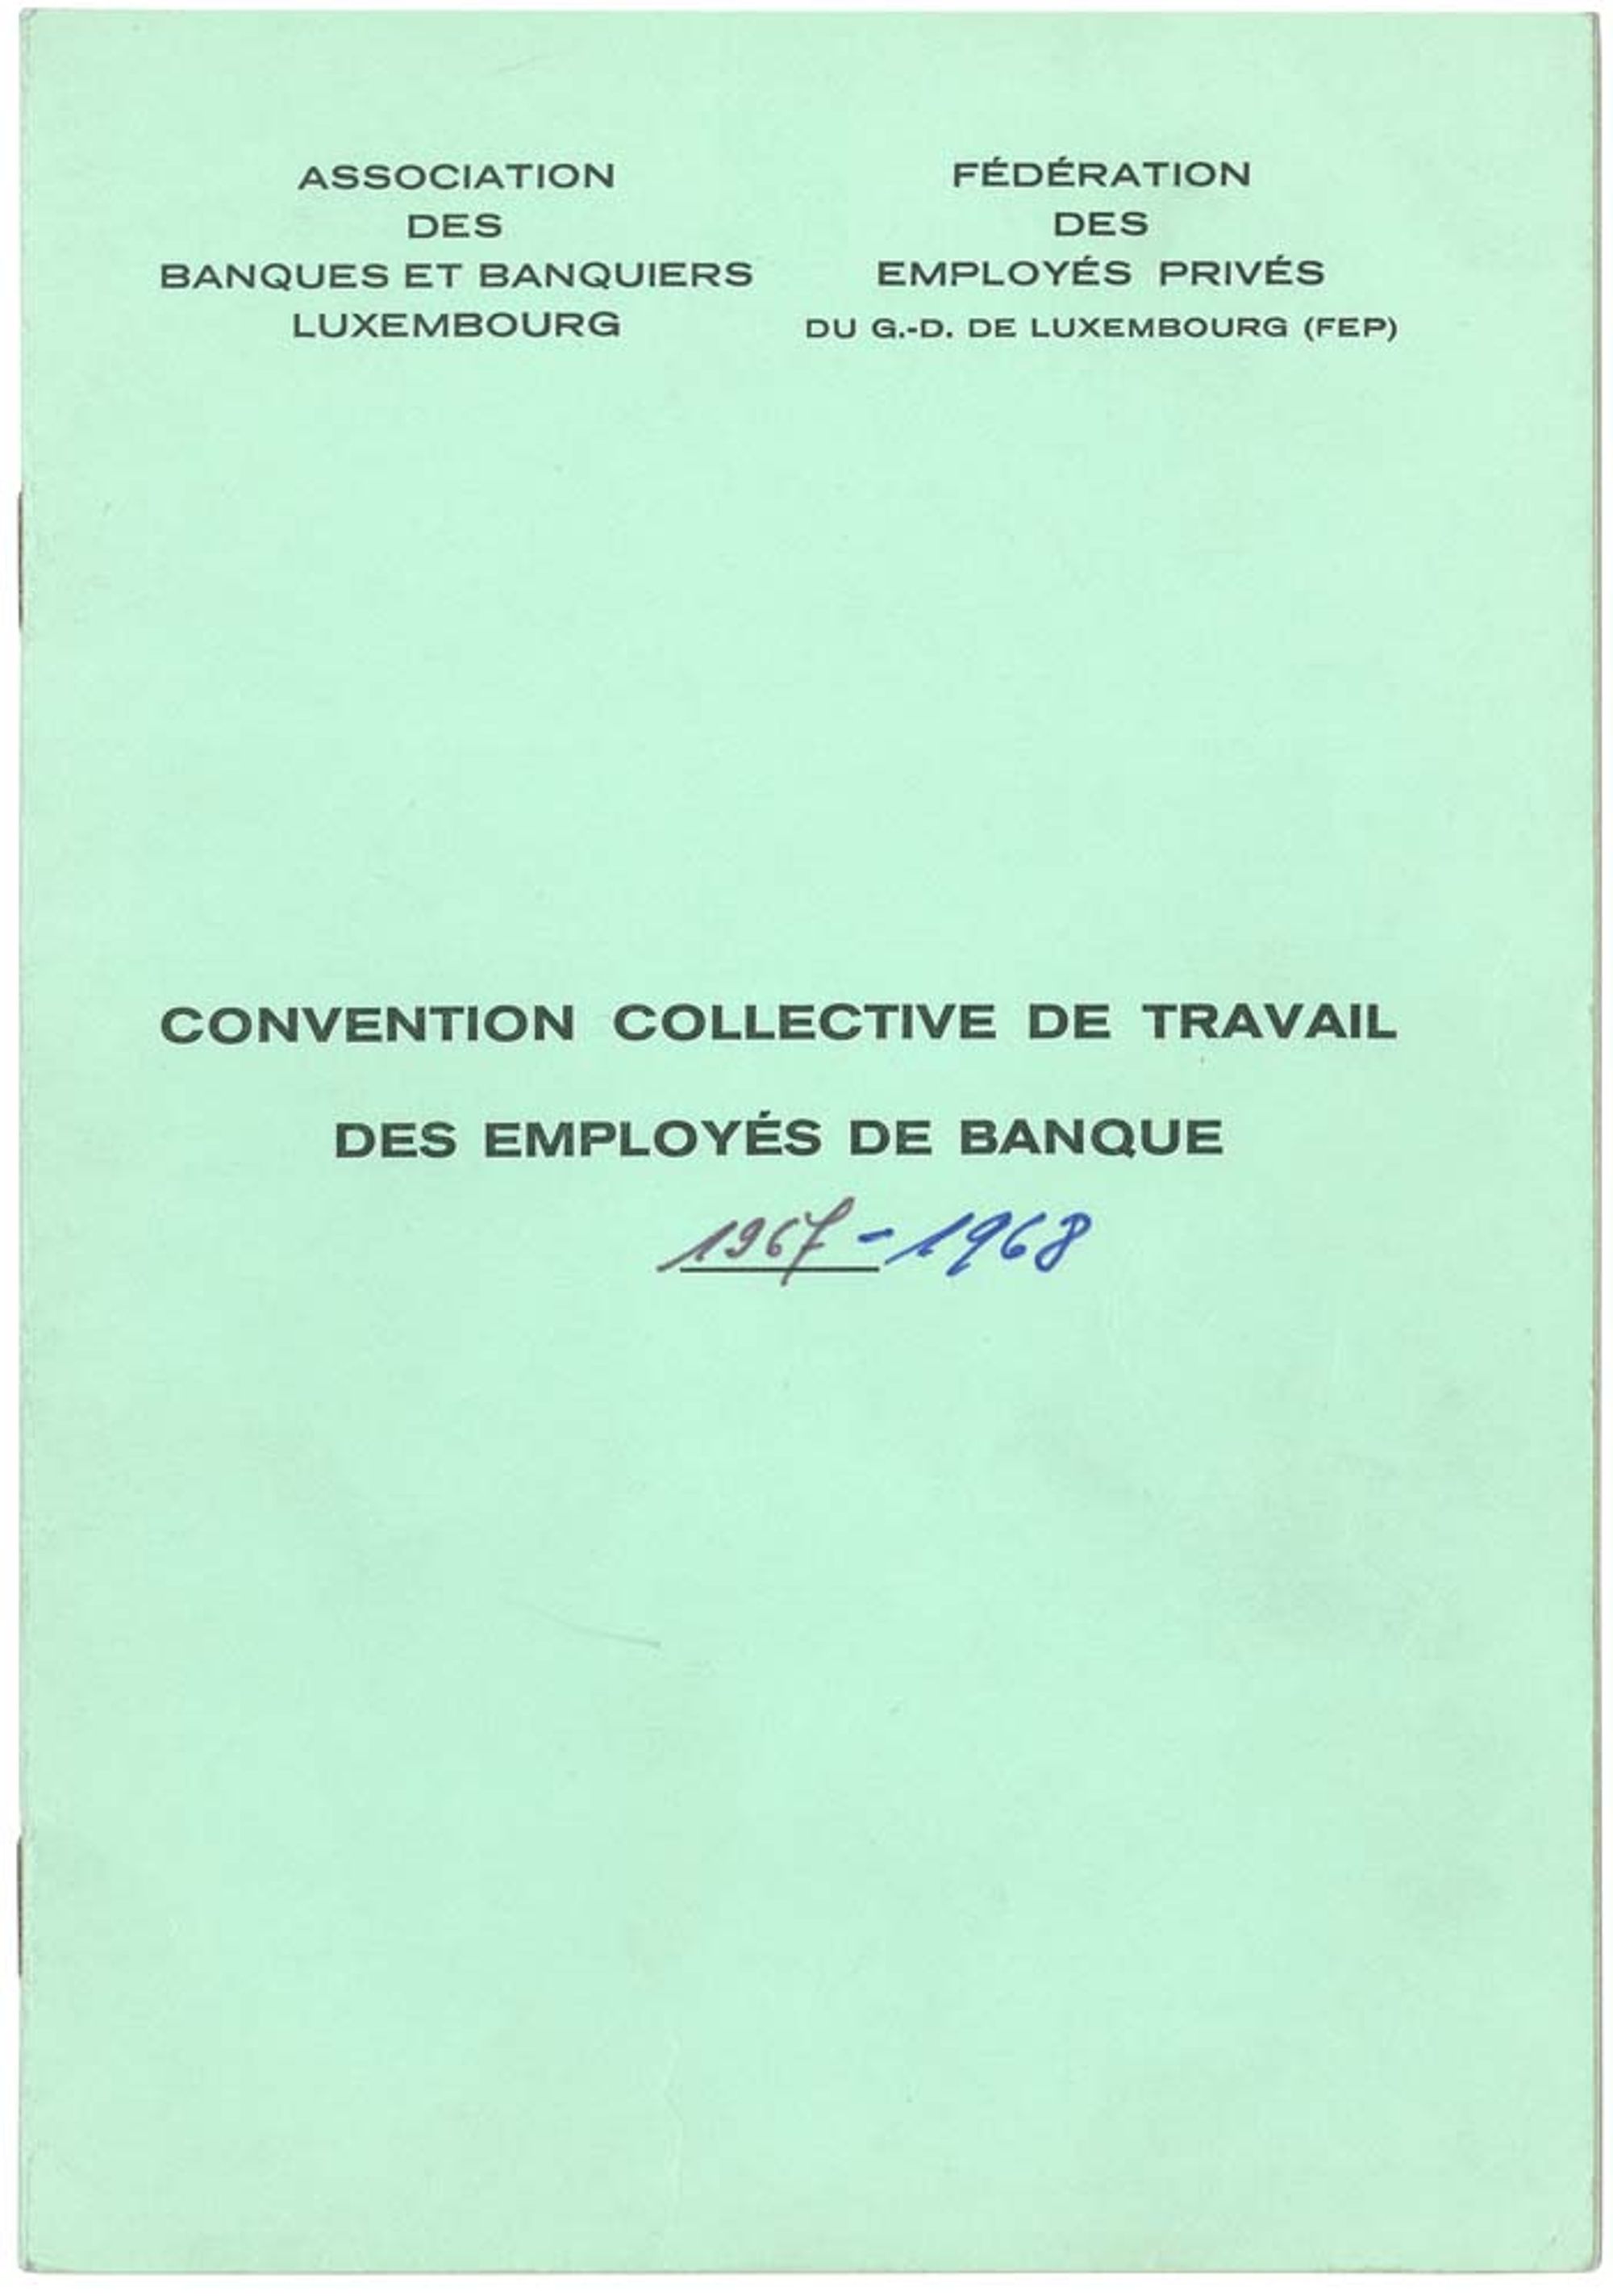 ASSOCIATION
DES
BANQUES ET BANQUIERS
LUXEMBOURG
FÉDÉRATION
DES
EMPLOYÉS PRIVÉS
DU G.-D. DE LUXEMBOURG (FEP)
CONVENTION COLLECTIVE DE TRAVAIL
DES EMPLOYÉS DE BANQUE
1967 - 1968